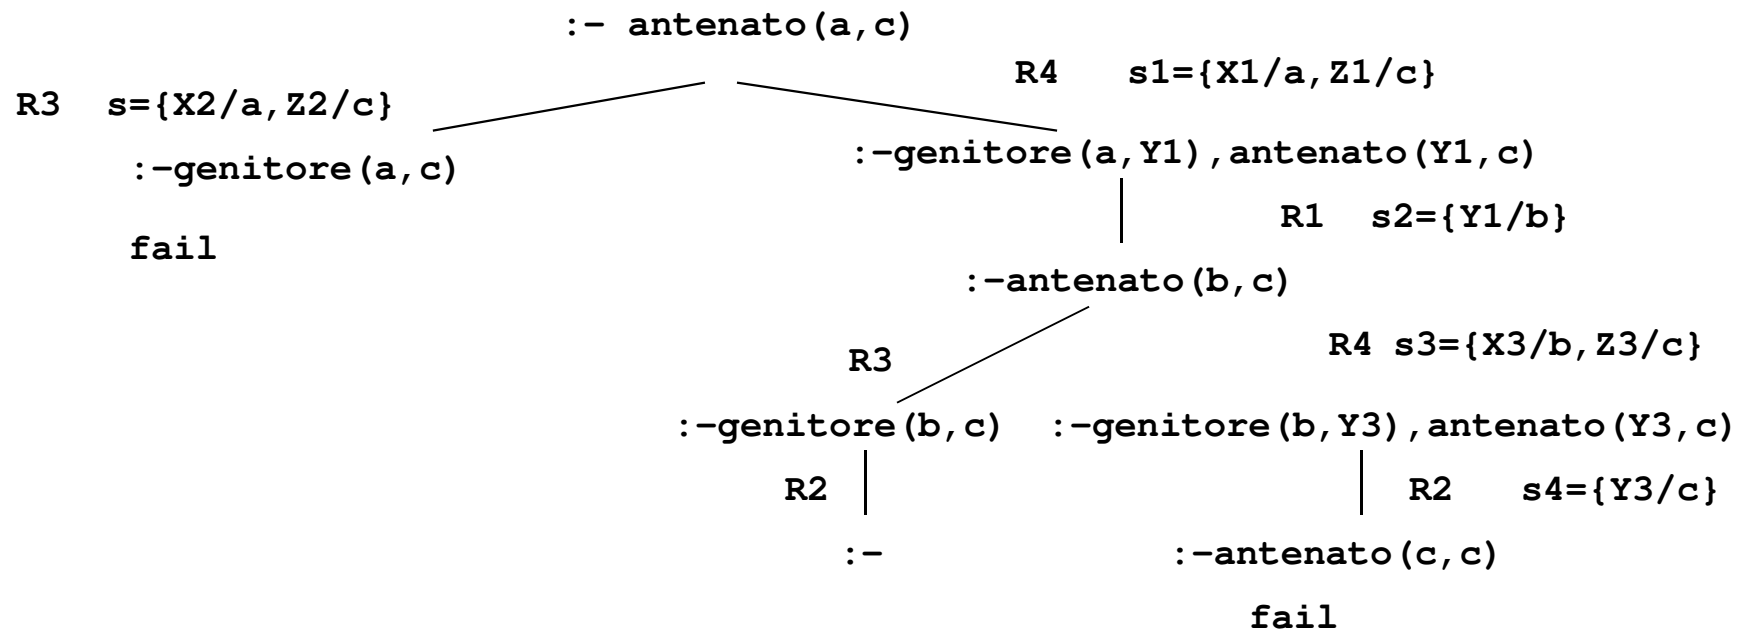 :- antenato(a,c)
R4 s1={X1/a,Z1/c}
R3 s={X2/a,Z2/c}
:-genitore(a,Y1),antenato(Y1,c)
:-genitore(a,c)
R1 s2={Y1/b}
fail
:-antenato(b,c)
R4 s3={X3/b,Z3/c}
R3
:-genitore(b,c) :-genitore(b,Y3),antenato(Y3,c)
R2 R2 s4={Y3/c}
:- :-antenato(c,c)
fail